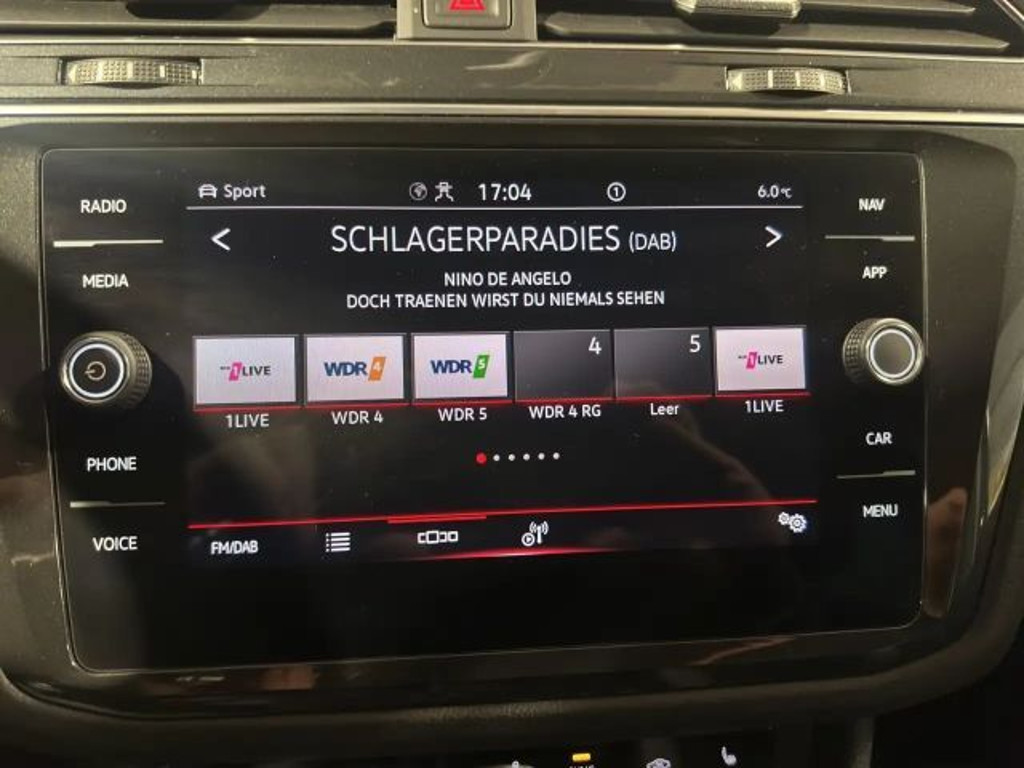 RADIO
MEDIA
PHONE
VOICE
Sport
17:04
1
6.0°C
SCHLAGERPARADIES (DAB)
NINO DE ANGELO
DOCH TRAENEN WIRST DU NIEMALS SEHEN
1LIVE
WDR 4
WDR 5
4
5
1LIVE
1LIVE
WDR 4
WDR 5
WDR 4 RG
Leer
1LIVE
FM/DAB
NAV
APP
CAR
MENU